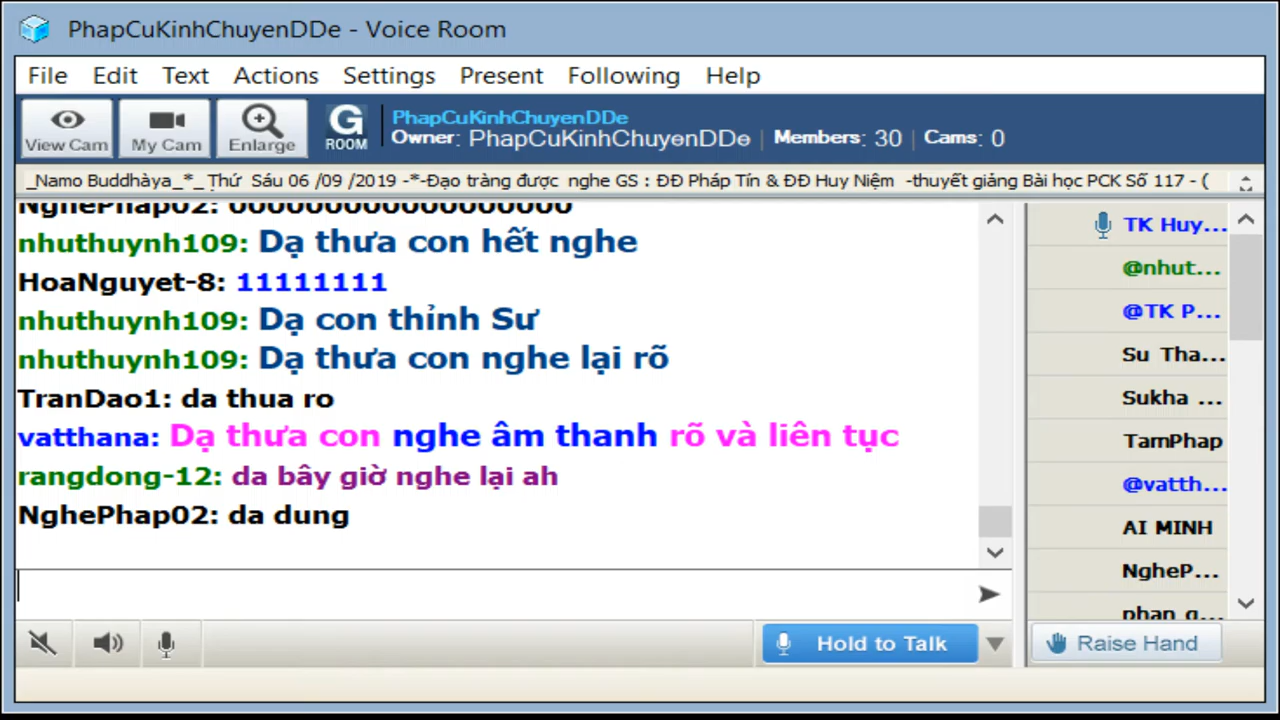 PhapCuKinhChuyenDDe - Voice Room
File Edit Text Actions Settings Present Following Help
View Cam My Cam Enlarge G ROOM
PhapCuKinhChuyenDDe
Owner: PhapCuKinhChuyenDDe | Members: 30 | Cams: 0
_Namo Buddhàya_*_ Thứ Sáu 06 /09 /2019 -*-Đạo tràng được nghe GS : ĐĐ Pháp Tín & ĐĐ Huy Niệm -thuyết giảng Bài học PCK Số 117 - (
NghePhap02: 000000000000000000
nhuthuynh109: Dạ thưa con hết nghe
HoaNguyet-8: 11111111
nhuthuynh109: Dạ con thỉnh Sư
nhuthuynh109: Dạ thưa con nghe lại rõ
TranDao1: da thua ro
vatthana: Dạ thưa con nghe âm thanh rõ và liên tục
rangdong-12: da bây giờ nghe lại ah
NghePhap02: da dung
TK Huy...
@nhut...
@TK P...
Su Tha...
Sukha ...
TamPhap
@vatth...
AI MINH
NgheP...
phan g...
Hold to Talk
Raise Hand